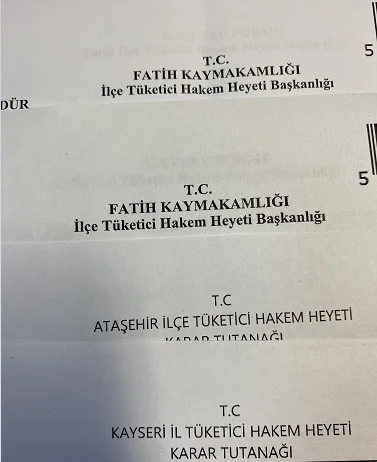 T.C.
5
FATİH KAYMAKAMLIĞI
İlçe Tüketici Hakem Heyeti Başkanlığı
DÜR
T.C.
5
FATİH KAYMAKAMLIĞI
İlçe Tüketici Hakem Heyeti Başkanlığı
T.C
ATAŞEHİR İLÇE TÜKETİCİ HAKEM HEYETİ
KARAR TUTANAĞI
T.C
KAYSERİ İL TÜKETİCİ HAKEM HEYETİ
KARAR TUTANAĞI